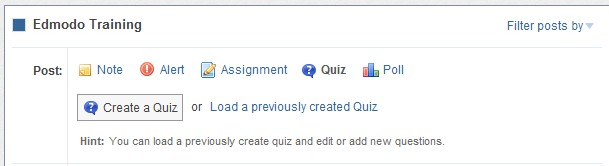 Edmodo Training Filter posts by
Post: Note Alert Assignment Quiz Poll
Create a Quiz or Load a previously created Quiz
Hint: You can load a previously create quiz and edit or add new questions.